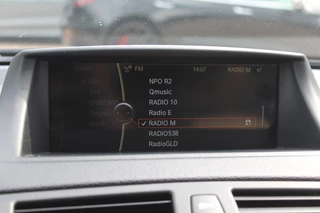 FM 14:07 RADIO M
NPO R2
Qmusic
RADIO 10
Radio E
RADIO M
RADIO538
RadioGLD